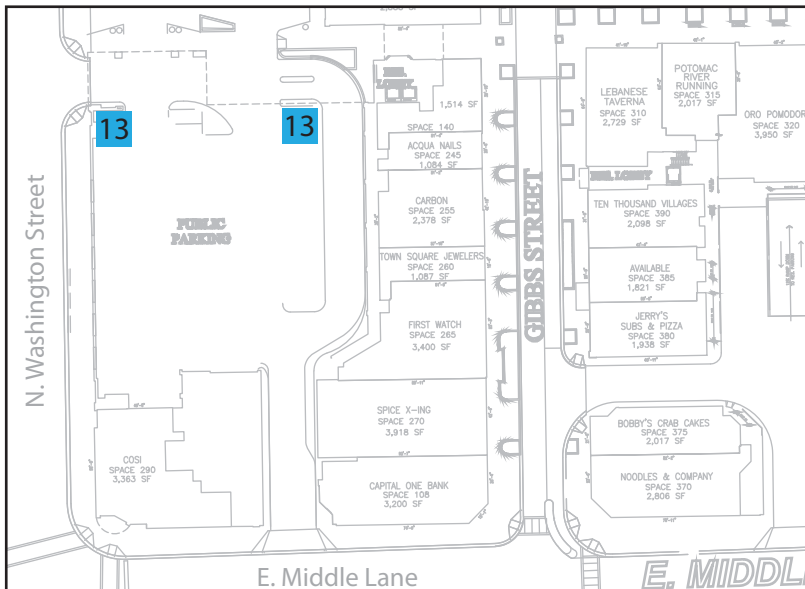 13
13
LOBBY
1,514 SF
SPACE 140
ACQUA NAILS
SPACE 245
1,084 SF
CARBON
SPACE 255
2,378 SF
TOWN SQUARE JEWELERS
SPACE 260
1,087 SF
FIRST WATCH
SPACE 265
3,400 SF
SPICE X-ING
SPACE 270
3,918 SF
CAPITAL ONE BANK
SPACE 108
3,200 SF
PUBLIC
PARKING
COSI
SPACE 290
3,363 SF
N. Washington Street
GIBBS STREET
LEBANESE
TAVERNA
SPACE 310
2,729 SF
POTOMAC
RIVER
RUNNING
SPACE 315
2,017 SF
ORO POMODOR
SPACE 320
3,950 SF
TEN THOUSAND VILLAGES
SPACE 390
2,098 SF
AVAILABLE
SPACE 385
1,821 SF
JERRY'S
SUBS & PIZZA
SPACE 380
1,938 SF
BOBBY'S CRAB CAKES
SPACE 375
2,017 SF
NOODLES & COMPANY
SPACE 370
2,806 SF
E. Middle Lane
E. MIDDL